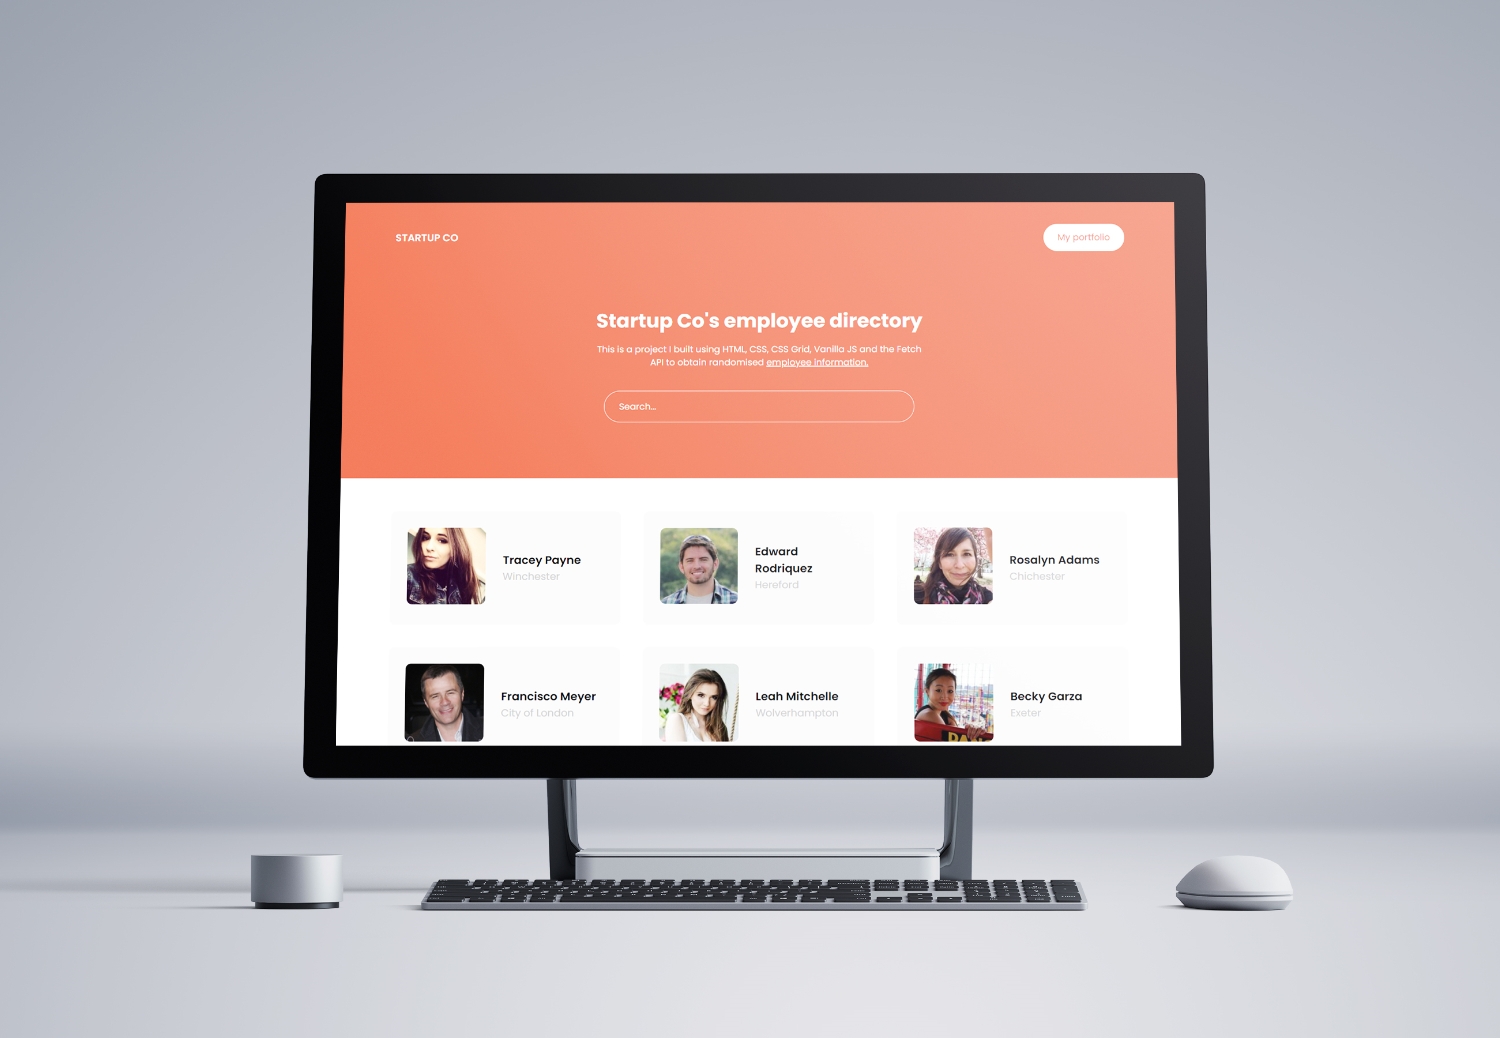 STARTUP CO
My portfolio
Startup Co's employee directory
This is a project I built using HTML, CSS, CSS Grid, Vanilla JS and the Fetch
API to obtain randomised employee information.
Search...
Tracey Payne
Winchester
Edward
Rodriquez
Hereford
Rosalyn Adams
Chichester
Francisco Meyer
City of London
Leah Mitchelle
Wolverhampton
Becky Garza
Exeter